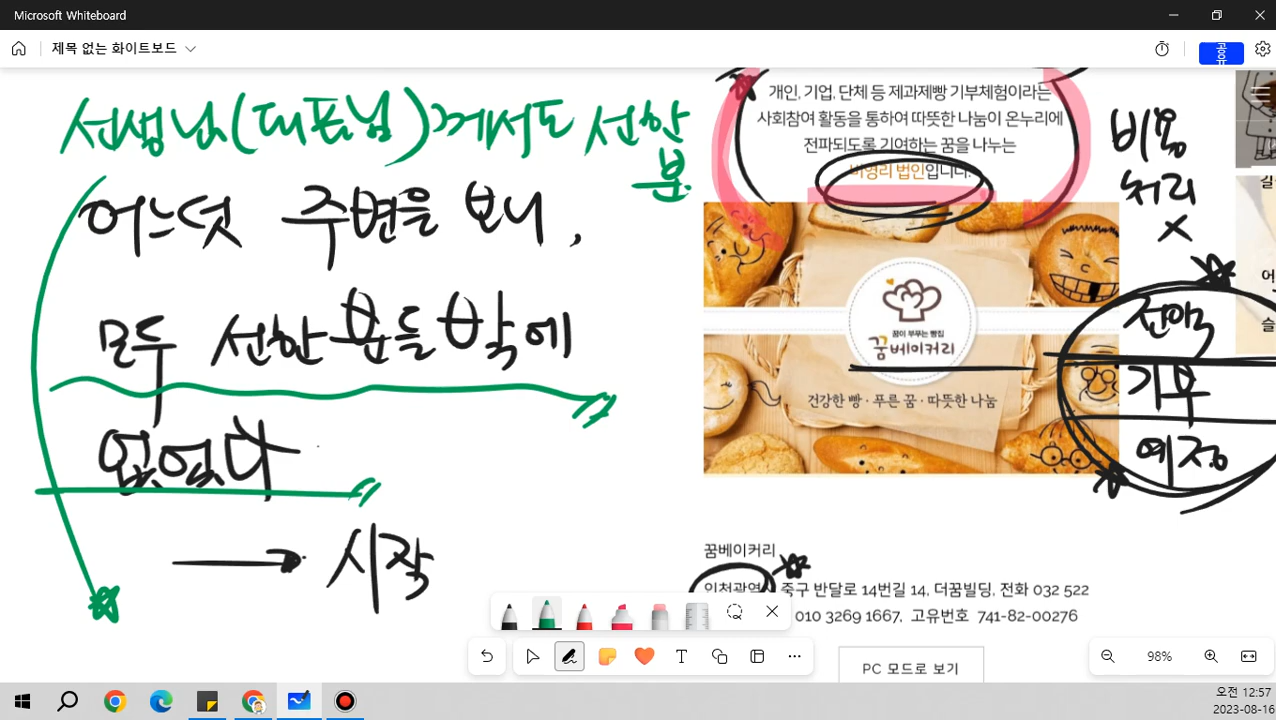 Microsoft Whiteboard
제목 없는 화이트보드
공유
선생님(대표님)께서도 선한
분.
어느덧 주변을 보니,
모두 선한 분들 밖에
없었다
시작
개인, 기업, 단체 등 제과제빵 기부체험이라는
사회참여 활동을 통하여 따뜻한 나눔이 온누리에
전파되도록 기여하는 꿈을 나누는
비영리 법인입니다.
비용
처리
X
꿈이 부푸는 빵집
꿈베이커리
건강한 빵 · 푸른 꿈 · 따뜻한 나눔
전액
기부
예정
꿈베이커리
인천광역시 중구 반달로 14번길 14, 더꿈빌딩, 전화 032 522
010 3269 1667, 고유번호 741-82-00276
PC 모드로 보기
98%
오전 12:57
2023-08-16